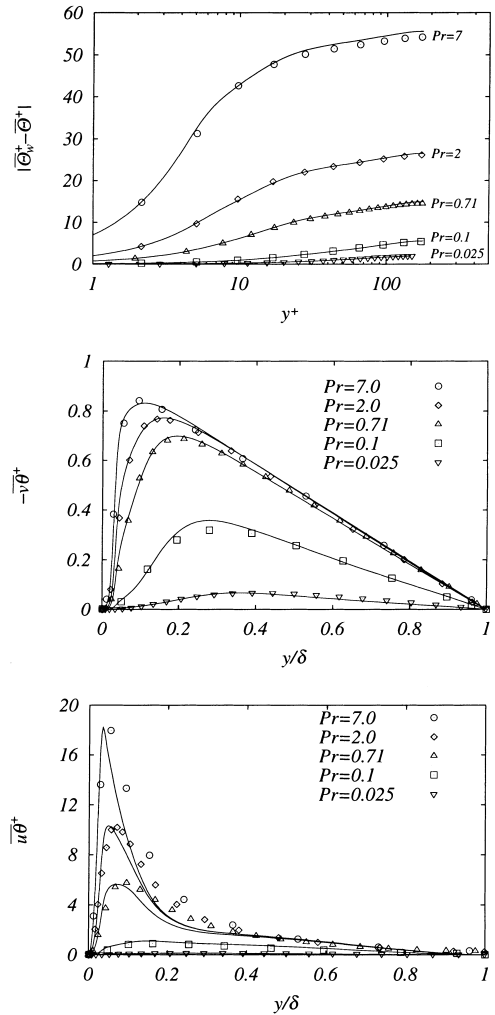 60
50
40
30
20
10
0
|Θ̅w⁺−Θ̅⁺|
Pr=7
Pr=2
Pr=0.71
Pr=0.1
Pr=0.025
1 10 100
y⁺
1
0.8
0.6
0.4
0.2
0
−v̅θ̅⁺
Pr=7.0
Pr=2.0
Pr=0.71
Pr=0.1
Pr=0.025
0 0.2 0.4 0.6 0.8 1
y/δ
20
16
12
8
4
0
u̅θ̅⁺
Pr=7.0
Pr=2.0
Pr=0.71
Pr=0.1
Pr=0.025
0 0.2 0.4 0.6 0.8 1
y/δ